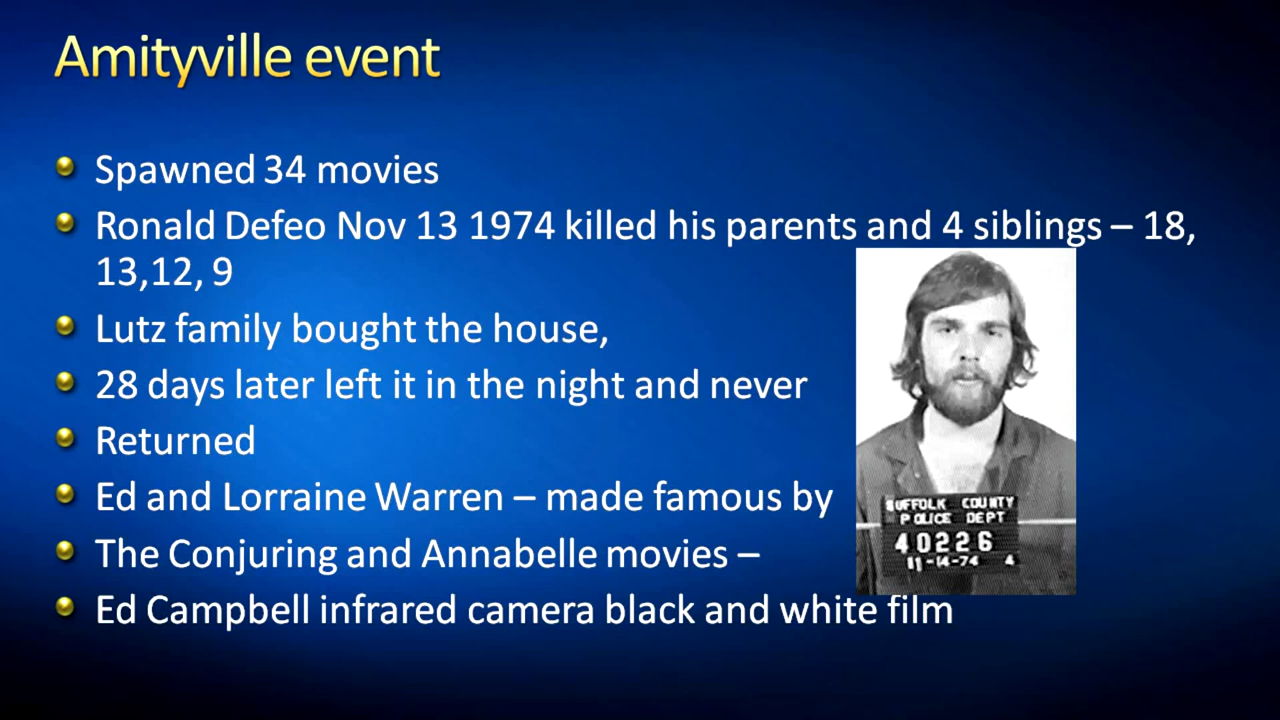 Amityville event
Spawned 34 movies
Ronald Defeo Nov 13 1974 killed his parents and 4 siblings – 18,
13,12, 9
Lutz family bought the house,
28 days later left it in the night and never
Returned
Ed and Lorraine Warren – made famous by
The Conjuring and Annabelle movies –
Ed Campbell infrared camera black and white film
SUFFOLK COUNTY
POLICE DEPT
40226
11-14-74 4